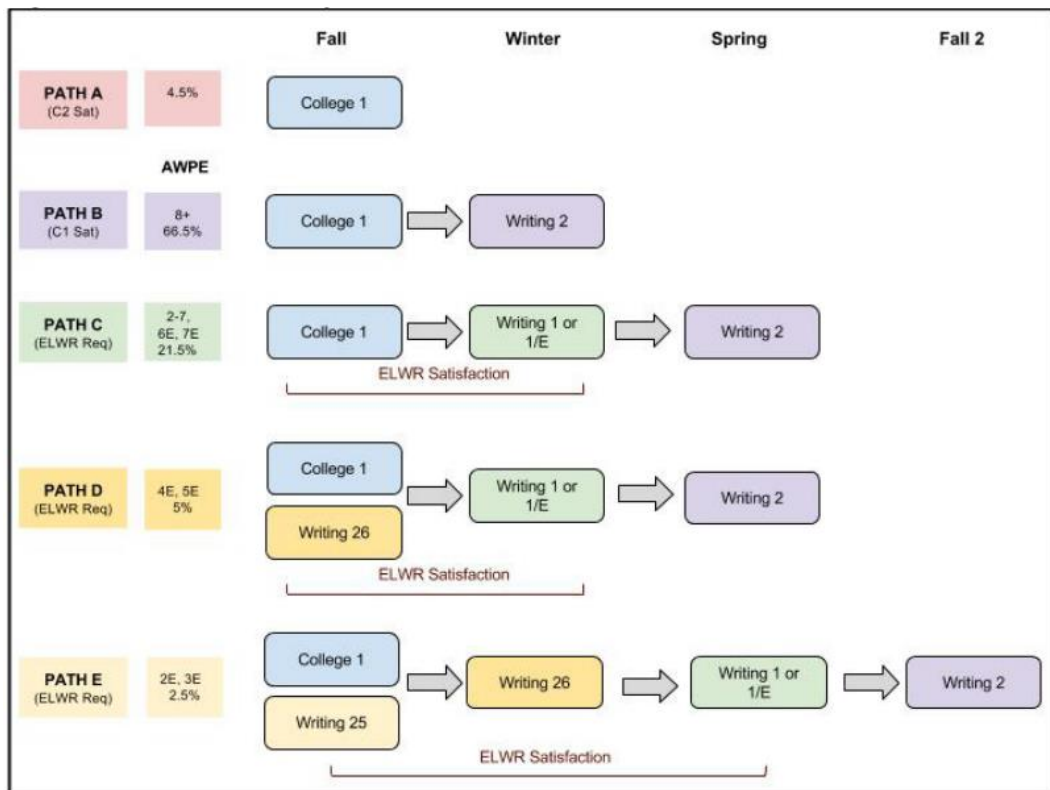 Fall Winter Spring Fall 2
PATH A
(C2 Sat)
4.5%
College 1
AWPE
PATH B
(C1 Sat)
8+
66.5%
College 1
Writing 2
PATH C
(ELWR Req)
2-7,
6E, 7E
21.5%
College 1
Writing 1 or
1/E
Writing 2
ELWR Satisfaction
PATH D
(ELWR Req)
4E, 5E
5%
College 1
Writing 26
Writing 1 or
1/E
Writing 2
ELWR Satisfaction
PATH E
(ELWR Req)
2E, 3E
2.5%
College 1
Writing 25
Writing 26
Writing 1 or
1/E
Writing 2
ELWR Satisfaction